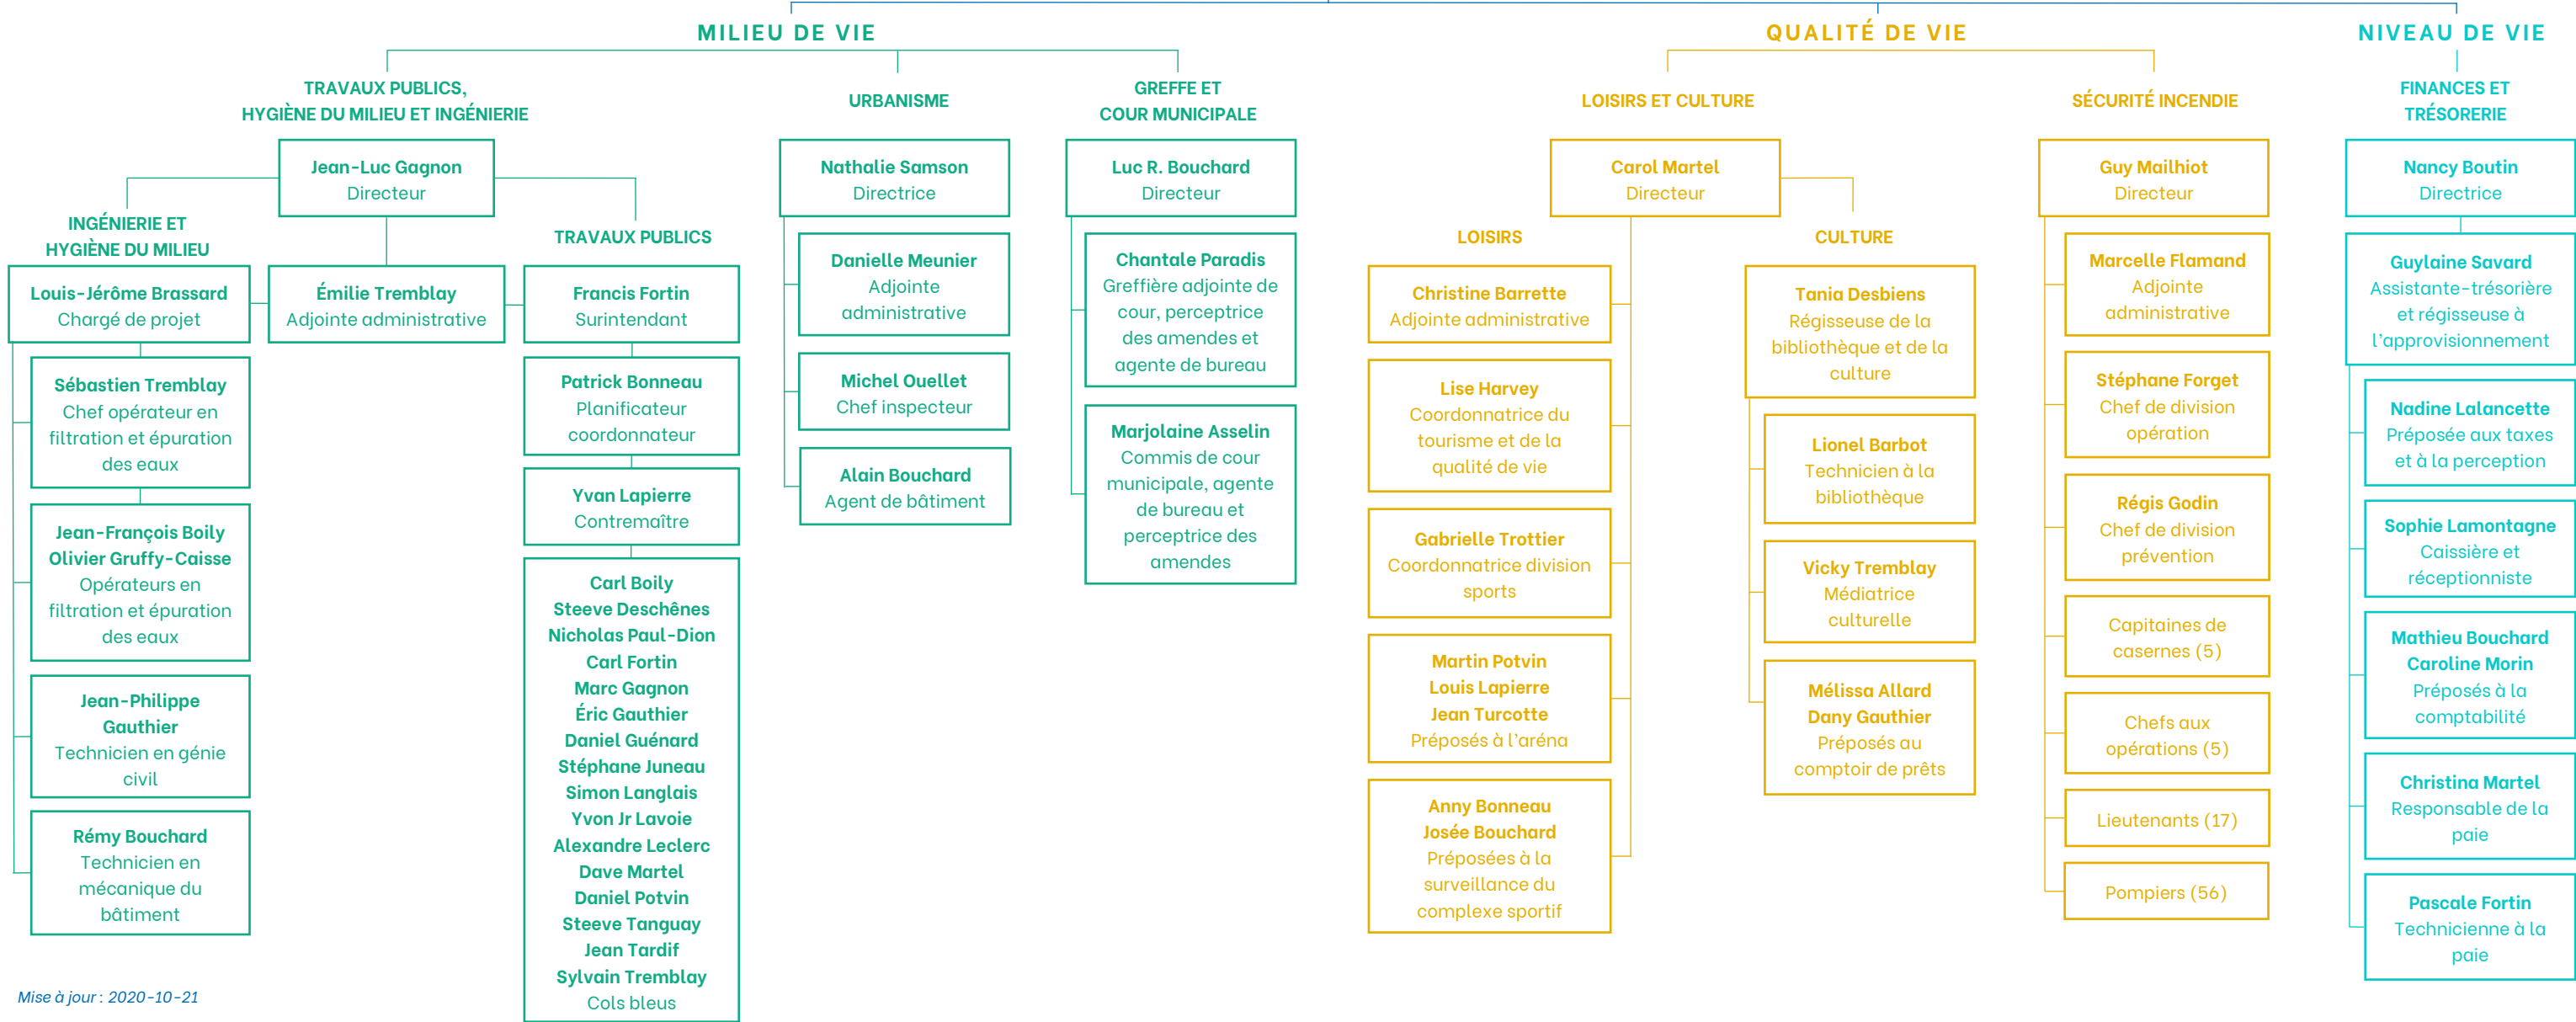 MILIEU DE VIE
TRAVAUX PUBLICS,
HYGIÈNE DU MILIEU ET INGÉNIERIE
Jean-Luc Gagnon
Directeur
INGÉNIERIE ET
HYGIÈNE DU MILIEU
Louis-Jérôme Brassard
Chargé de projet
Sébastien Tremblay
Chef opérateur en
filtration et épuration
des eaux
Jean-François Boily
Olivier Gruffy-Caisse
Opérateurs en
filtration et épuration
des eaux
Jean-Philippe
Gauthier
Technicien en génie
civil
Rémy Bouchard
Technicien en
mécanique du
bâtiment
Émilie Tremblay
Adjointe administrative
TRAVAUX PUBLICS
Francis Fortin
Surintendant
Patrick Bonneau
Planificateur
coordonnateur
Yvan Lapierre
Contremaître
Carl Boily
Steeve Deschênes
Nicholas Paul-Dion
Carl Fortin
Marc Gagnon
Éric Gauthier
Daniel Guénard
Stéphane Juneau
Simon Langlais
Yvon Jr Lavoie
Alexandre Leclerc
Dave Martel
Daniel Potvin
Steeve Tanguay
Jean Tardif
Sylvain Tremblay
Cols bleus
URBANISME
Nathalie Samson
Directrice
Danielle Meunier
Adjointe
administrative
Michel Ouellet
Chef inspecteur
Alain Bouchard
Agent de bâtiment
GREFFE ET
COUR MUNICIPALE
Luc R. Bouchard
Directeur
Chantale Paradis
Greffière adjointe de
cour, perceptrice
des amendes et
agente de bureau
Marjolaine Asselin
Commis de cour
municipale, agente
de bureau et
perceptrice des
amendes
QUALITÉ DE VIE
LOISIRS ET CULTURE
Carol Martel
Directeur
LOISIRS
Christine Barrette
Adjointe administrative
Lise Harvey
Coordonnatrice du
tourisme et de la
qualité de vie
Gabrielle Trottier
Coordonnatrice division
sports
Martin Potvin
Louis Lapierre
Jean Turcotte
Préposés à l'aréna
Anny Bonneau
Josée Bouchard
Préposées à la
surveillance du
complexe sportif
CULTURE
Tania Desbiens
Régisseuse de la
bibliothèque et de la
culture
Lionel Barbot
Technicien à la
bibliothèque
Vicky Tremblay
Médiatrice
culturelle
Mélissa Allard
Dany Gauthier
Préposés au
comptoir de prêts
SÉCURITÉ INCENDIE
Guy Mailhiot
Directeur
Marcelle Flamand
Adjointe
administrative
Stéphane Forget
Chef de division
opération
Régis Godin
Chef de division
prévention
Capitaines de
casernes (5)
Chefs aux
opérations (5)
Lieutenants (17)
Pompiers (56)
NIVEAU DE VIE
FINANCES ET
TRÉSORERIE
Nancy Boutin
Directrice
Guylaine Savard
Assistante-trésorière
et régisseuse à
l'approvisionnement
Nadine Lalancette
Préposée aux taxes
et à la perception
Sophie Lamontagne
Caissière et
réceptionniste
Mathieu Bouchard
Caroline Morin
Préposés à la
comptabilité
Christina Martel
Responsable de la
paie
Pascale Fortin
Technicienne à la
paie
Mise à jour : 2020-10-21